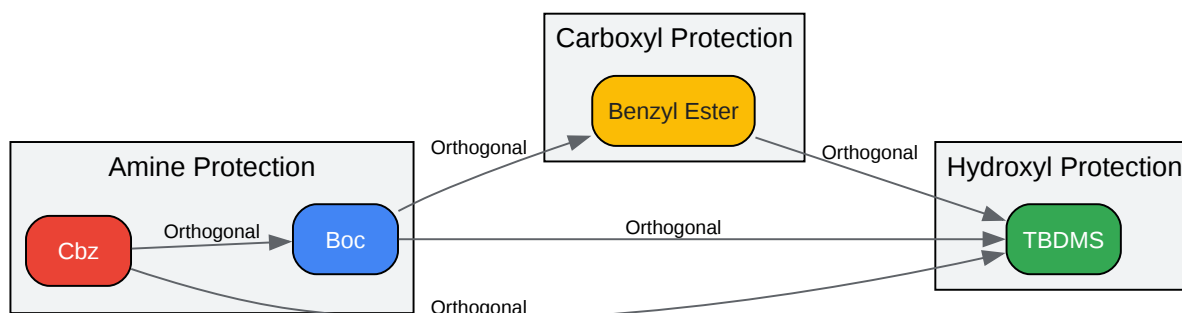 Carboxyl Protection
Benzyl Ester
Orthogonal
Orthogonal
Amine Protection
Hydroxyl Protection
Cbz
Orthogonal
Boc
Orthogonal
TBDMS
Orthogonal